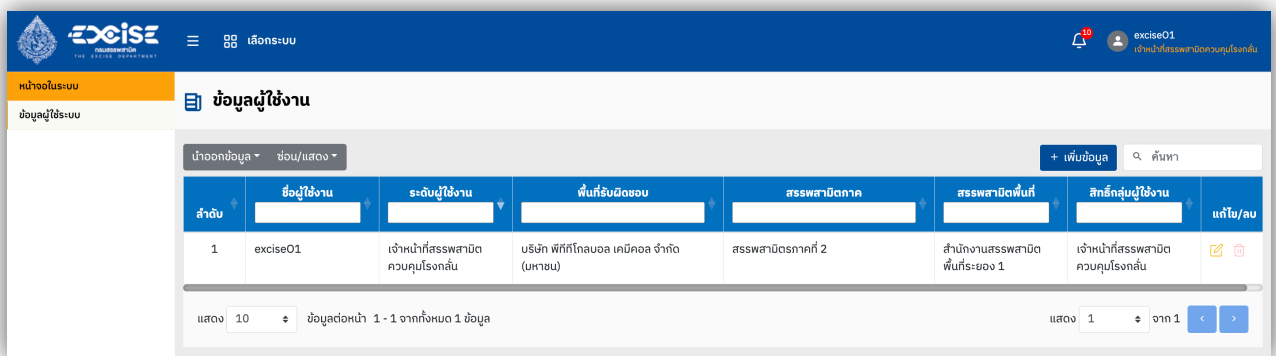 EXCISE
กรมสรรพสามิต
THE EXCISE DEPARTMENT
เลือกระบบ
10
excise01
เจ้าหน้าที่สรรพสามิตควบคุมโรงกลั่น
หน้าจอในระบบ
ข้อมูลผู้ใช้ระบบ
ข้อมูลผู้ใช้งาน
นำออกข้อมูล ซ่อน/แสดง
+ เพิ่มข้อมูล ค้นหา
ลำดับ ชื่อผู้ใช้งาน ระดับผู้ใช้งาน พื้นที่รับผิดชอบ สรรพสามิตภาค สรรพสามิตพื้นที่ สิทธิ์กลุ่มผู้ใช้งาน แก้ไข/ลบ
1 excise01 เจ้าหน้าที่สรรพสามิต บริษัท พีทีทีโกลบอล เคมีคอล จำกัด สรรพสามิตรภาคที่ 2 สำนักงานสรรพสามิต เจ้าหน้าที่สรรพสามิต
ควบคุมโรงกลั่น (มหาชน) พื้นที่ระยอง 1 ควบคุมโรงกลั่น
แสดง 10 ข้อมูลต่อหน้า 1 - 1 จากทั้งหมด 1 ข้อมูล แสดง 1 จาก 1